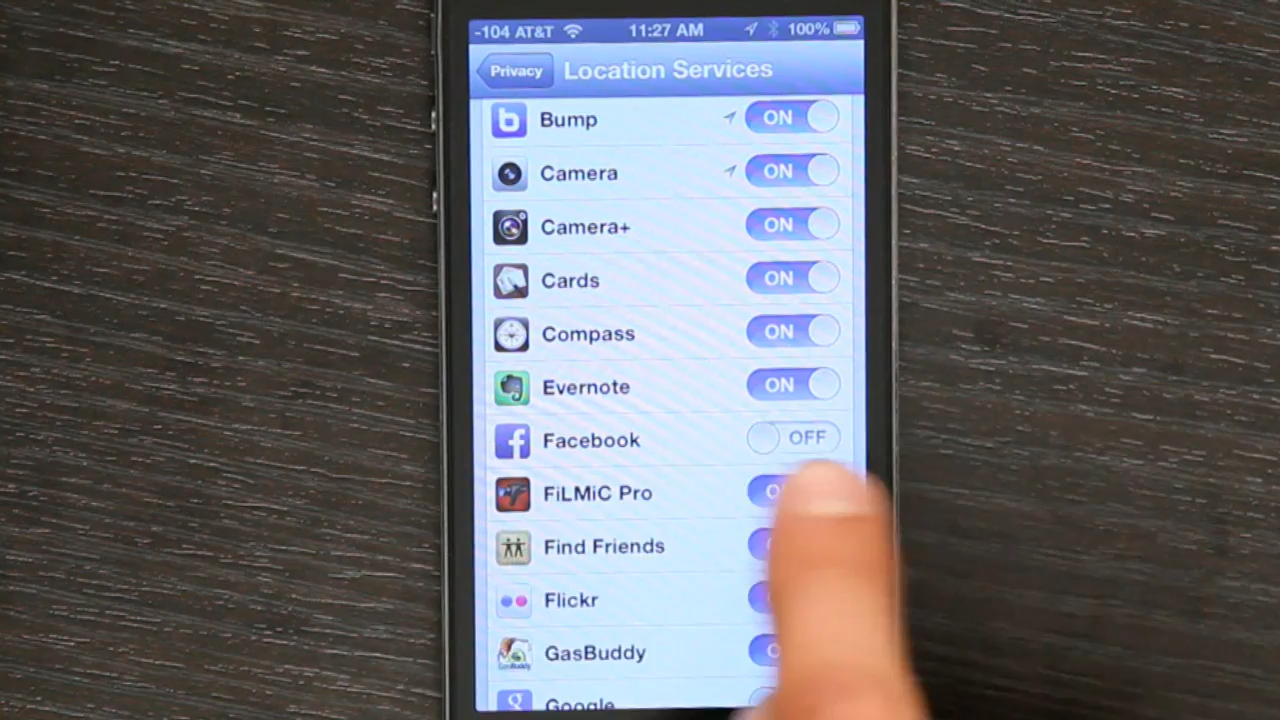 -104 AT&T 11:27 AM 100%
Privacy Location Services
Bump ON
Camera ON
Camera+ ON
Cards ON
Compass ON
Evernote ON
Facebook OFF
FiLMiC Pro
Find Friends
Flickr
GasBuddy
Google